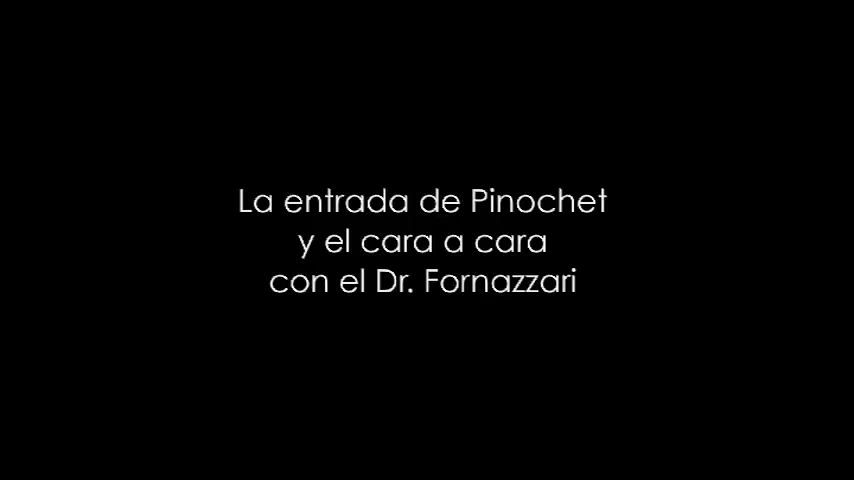 La entrada de Pinochet
y el cara a cara
con el Dr. Fornazzari